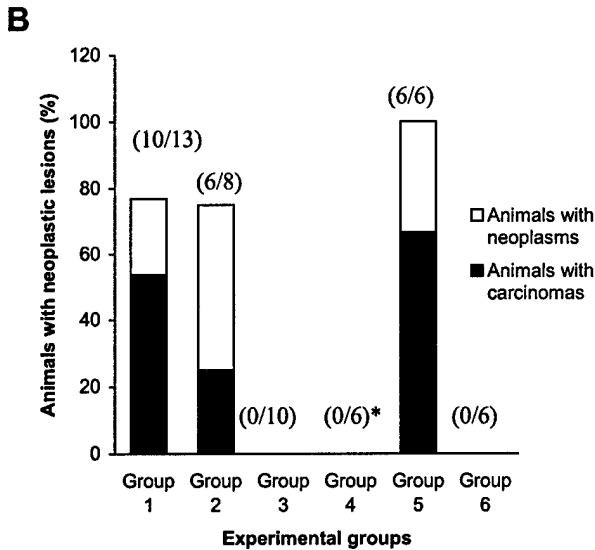 B
120
100
80
60
40
20
0
Animals with neoplastic lesions (%)
(10/13)
(6/8)
(0/10)
(0/6)*
(6/6)
(0/6)
Animals with
neoplasms
Animals with
carcinomas
Group Group Group Group Group Group
1 2 3 4 5 6
Experimental groups